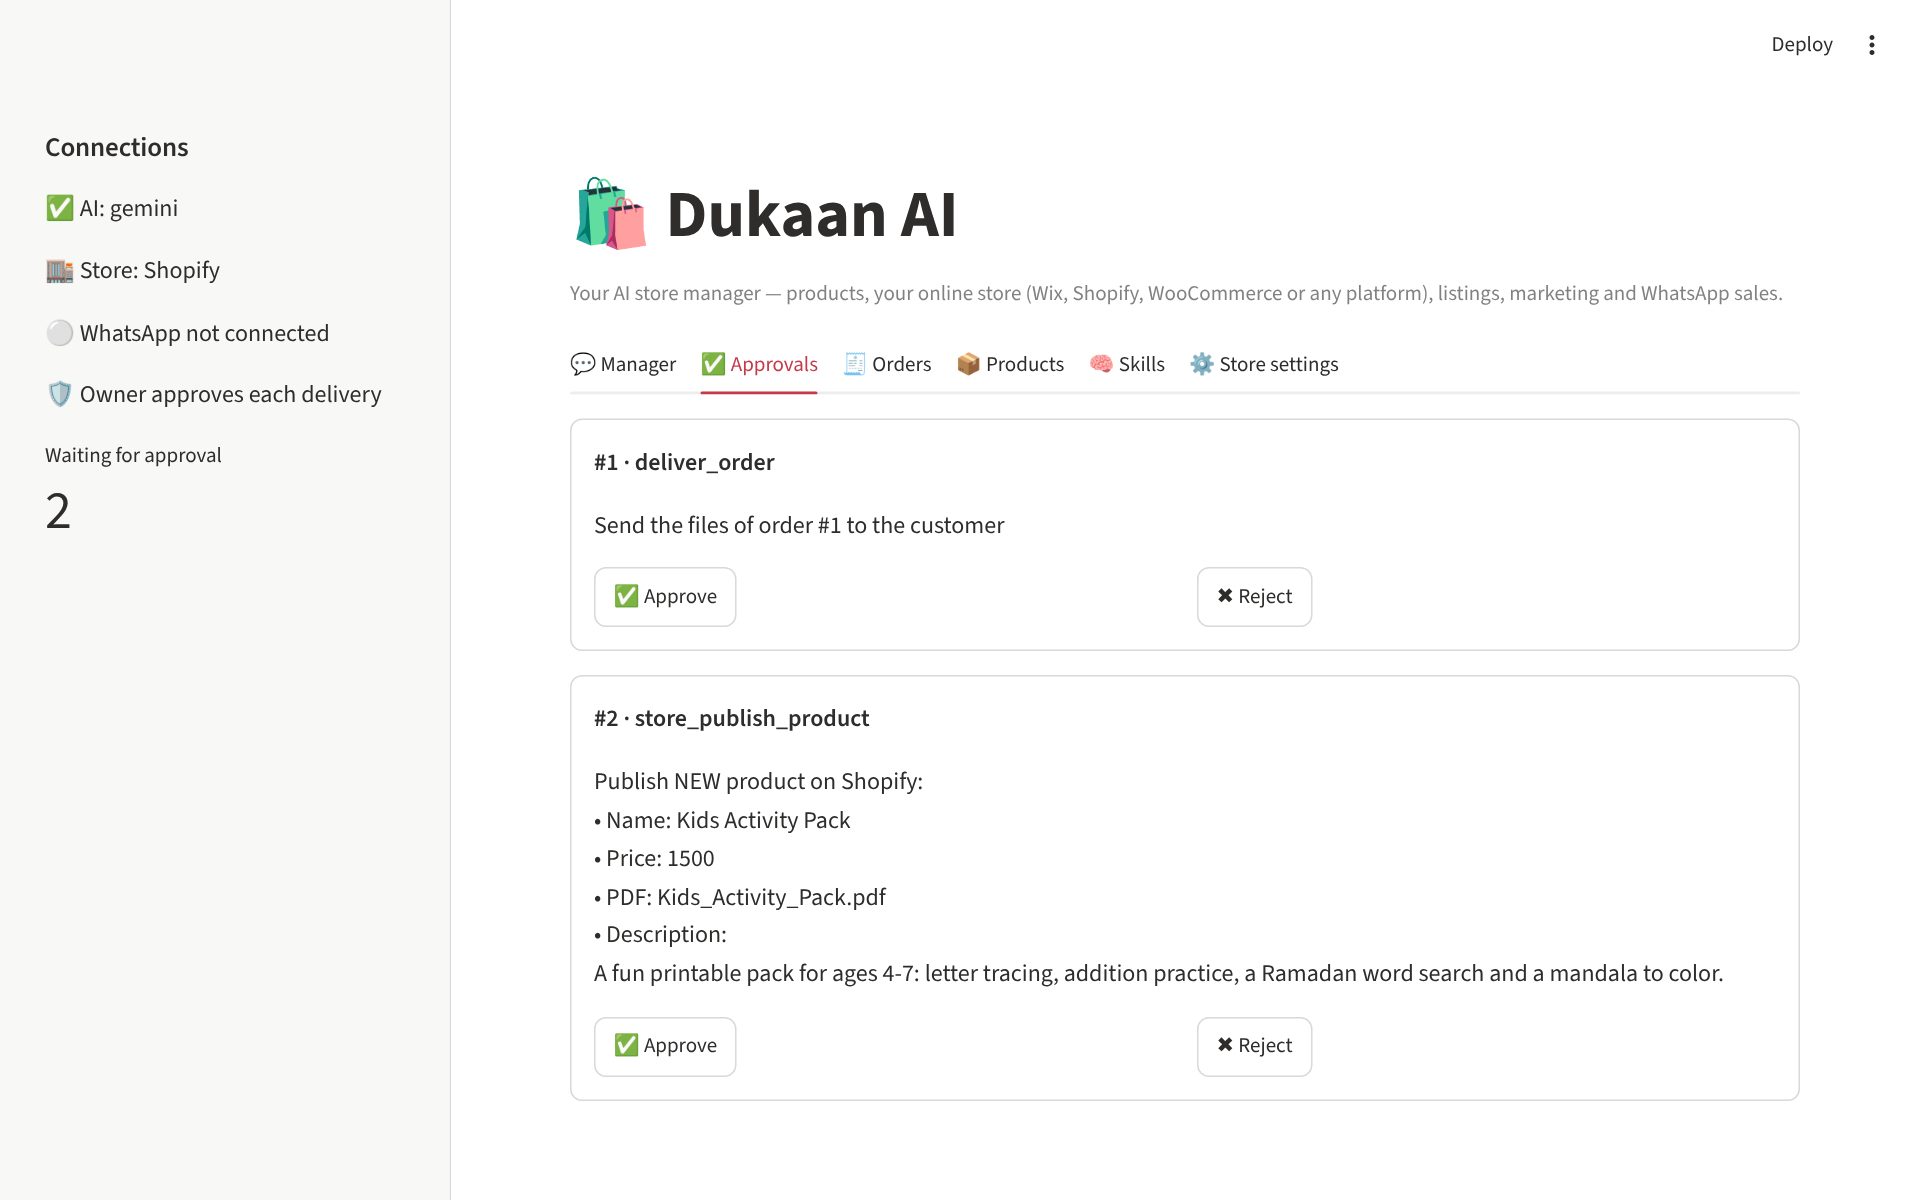 Deploy
Connections
✅ AI: gemini
🏬 Store: Shopify
⚪ WhatsApp not connected
🛡️ Owner approves each delivery
Waiting for approval
2
🛍️ Dukaan AI
Your AI store manager — products, your online store (Wix, Shopify, WooCommerce or any platform), listings, marketing and WhatsApp sales.
💬 Manager ✅ Approvals 🧾 Orders 📦 Products 🧠 Skills ⚙️ Store settings
#1 · deliver_order
Send the files of order #1 to the customer
✅ Approve ✖ Reject
#2 · store_publish_product
Publish NEW product on Shopify:
• Name: Kids Activity Pack
• Price: 1500
• PDF: Kids_Activity_Pack.pdf
• Description:
A fun printable pack for ages 4-7: letter tracing, addition practice, a Ramadan word search and a mandala to color.
✅ Approve ✖ Reject